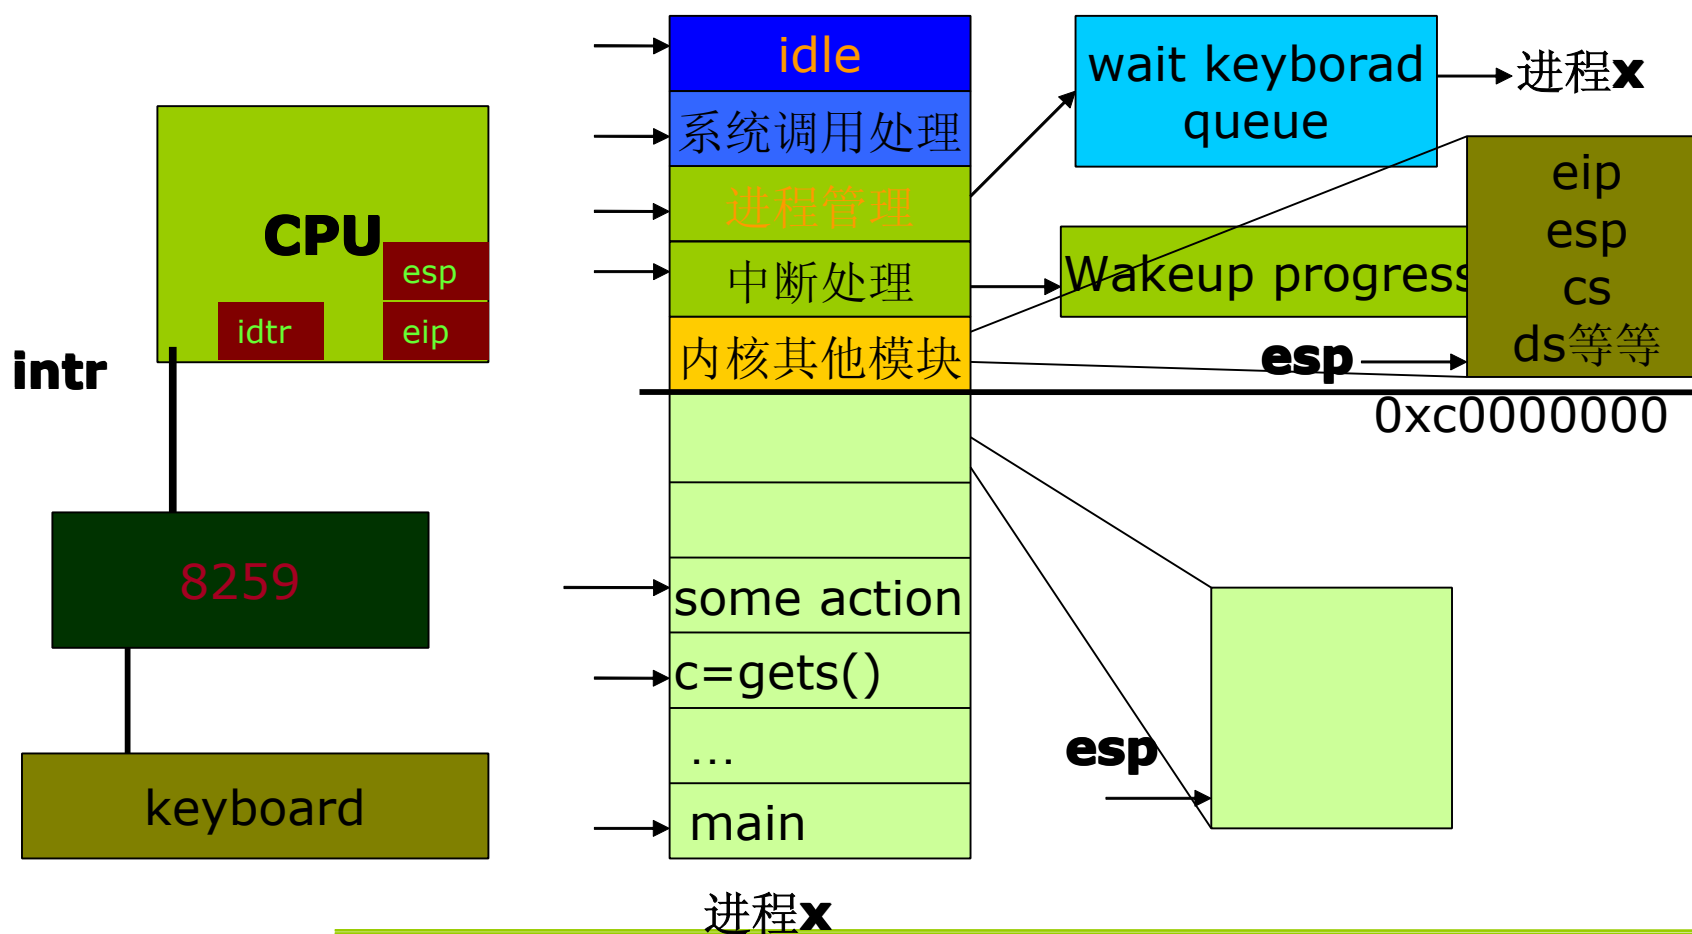 CPU
esp
idtr
eip
intr
8259
keyboard
idle
系统调用处理
进程管理
中断处理
内核其他模块
some action
c=gets()
...
main
进程x
wait keyborad
queue
进程x
Wakeup progress
eip
esp
cs
ds等等
esp
0xc0000000
esp